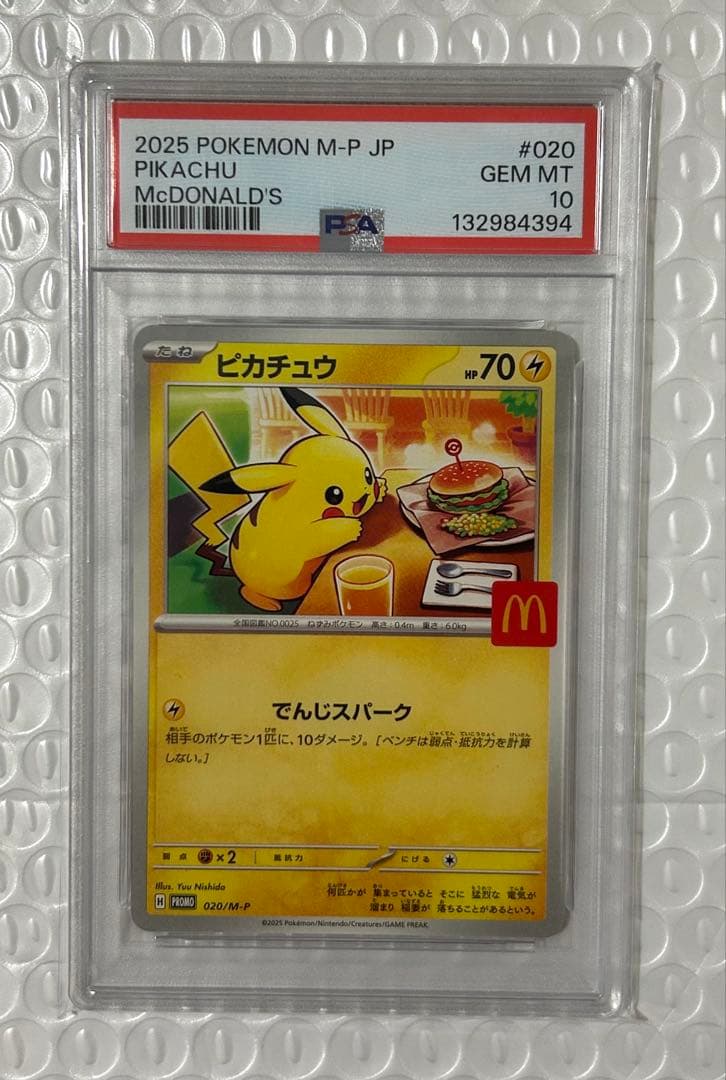 2025 POKEMON M-P JP #020
PIKACHU GEM MT
McDONALD'S 10
PSA 132984394
たね ピカチュウ HP70
全国図鑑NO.0025 ねずみポケモン 高さ:0.4m 重さ:6.0kg
でんじスパーク
相手のポケモン1匹に、10ダメージ。[ベンチは弱点・抵抗力を計算
しない。]
弱点 ×2 抵抗力 にげる
Illus. Yuu Nishida
何匹かが 集まっていると そこに 猛烈な 電気が
溜まり 稲妻が 落ちることがあるという。
H PROMO 020/M-P
©2025 Pokémon/Nintendo/Creatures/GAME FREAK.